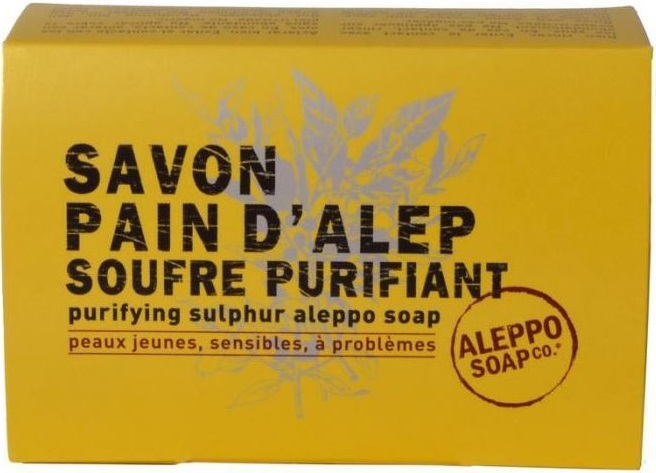 SAVON
PAIN D'ALEP
SOUFRE PURIFIANT
purifying sulphur aleppo soap
peaux jeunes, sensibles, à problèmes
ALEPPO
SOAP CO.®